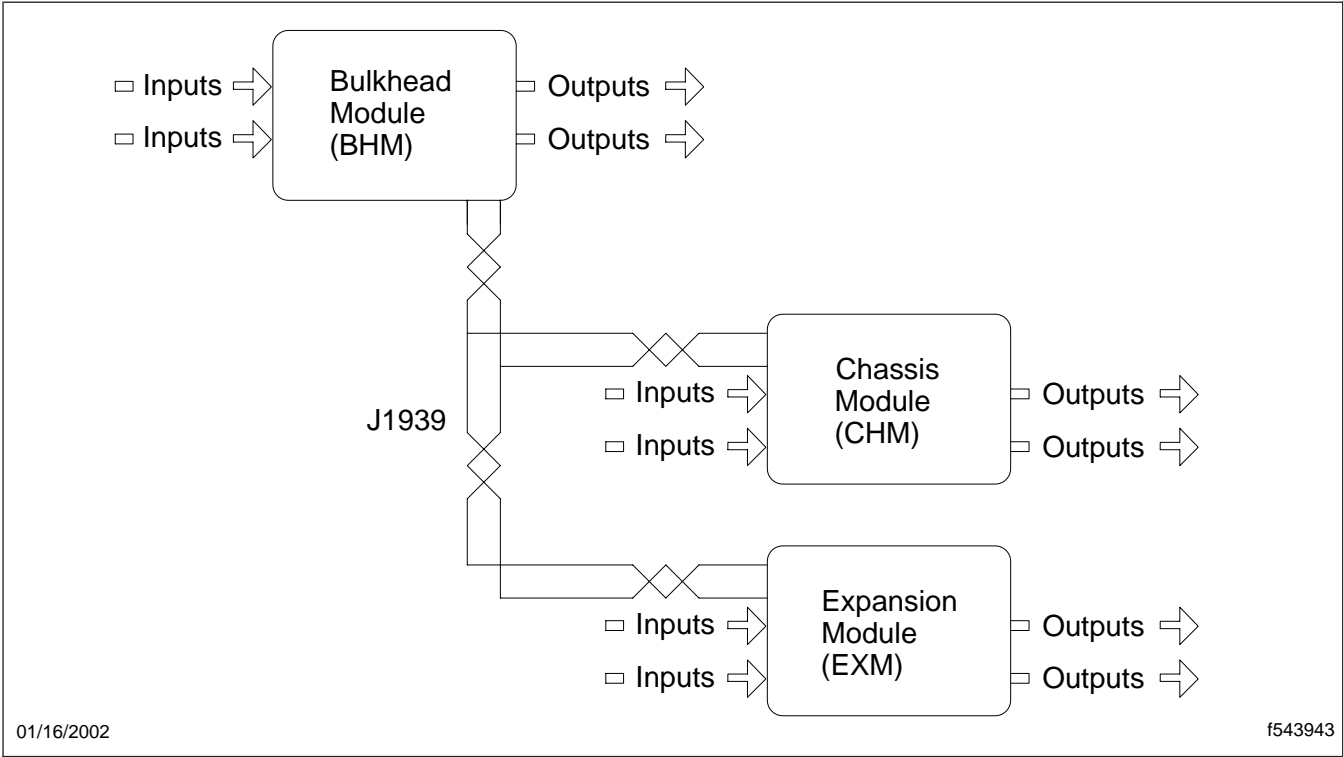 Inputs
Inputs
Bulkhead
Module
(BHM)
Outputs
Outputs
J1939
Inputs
Inputs
Chassis
Module
(CHM)
Outputs
Outputs
Inputs
Inputs
Expansion
Module
(EXM)
Outputs
Outputs
01/16/2002
f543943